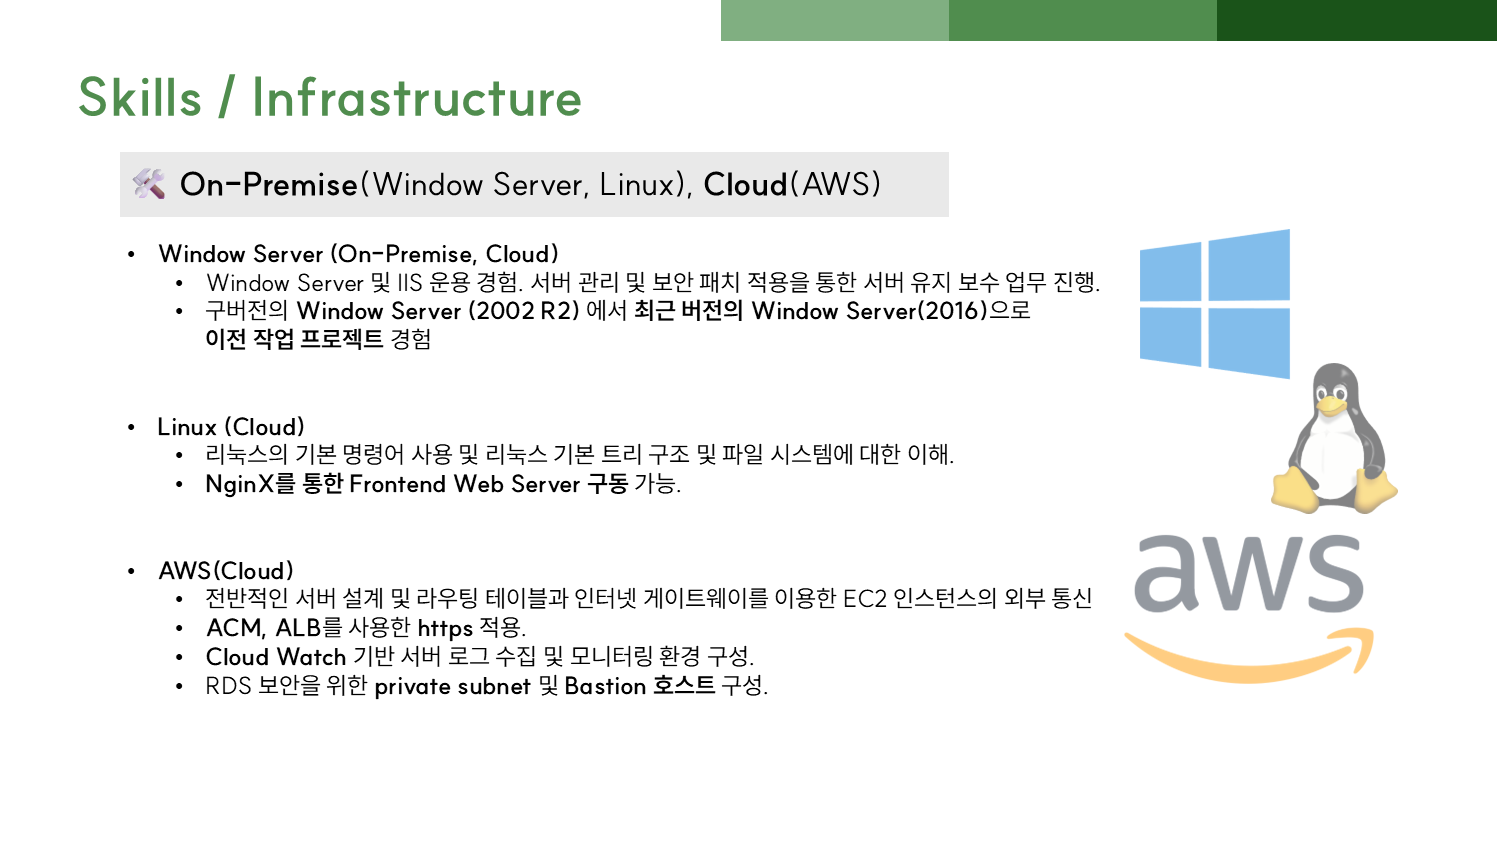 Skills / Infrastructure
On-Premise(Window Server, Linux), Cloud(AWS)
• Window Server (On-Premise, Cloud)
• Window Server 및 IIS 운용 경험. 서버 관리 및 보안 패치 적용을 통한 서버 유지 보수 업무 진행.
• 구버전의 Window Server (2002 R2) 에서 최근 버전의 Window Server(2016)으로
이전 작업 프로젝트 경험
• Linux (Cloud)
• 리눅스의 기본 명령어 사용 및 리눅스 기본 트리 구조 및 파일 시스템에 대한 이해.
• NginX를 통한 Frontend Web Server 구동 가능.
• AWS(Cloud)
• 전반적인 서버 설계 및 라우팅 테이블과 인터넷 게이트웨이를 이용한 EC2 인스턴스의 외부 통신
• ACM, ALB를 사용한 https 적용.
• Cloud Watch 기반 서버 로그 수집 및 모니터링 환경 구성.
• RDS 보안을 위한 private subnet 및 Bastion 호스트 구성.
aws